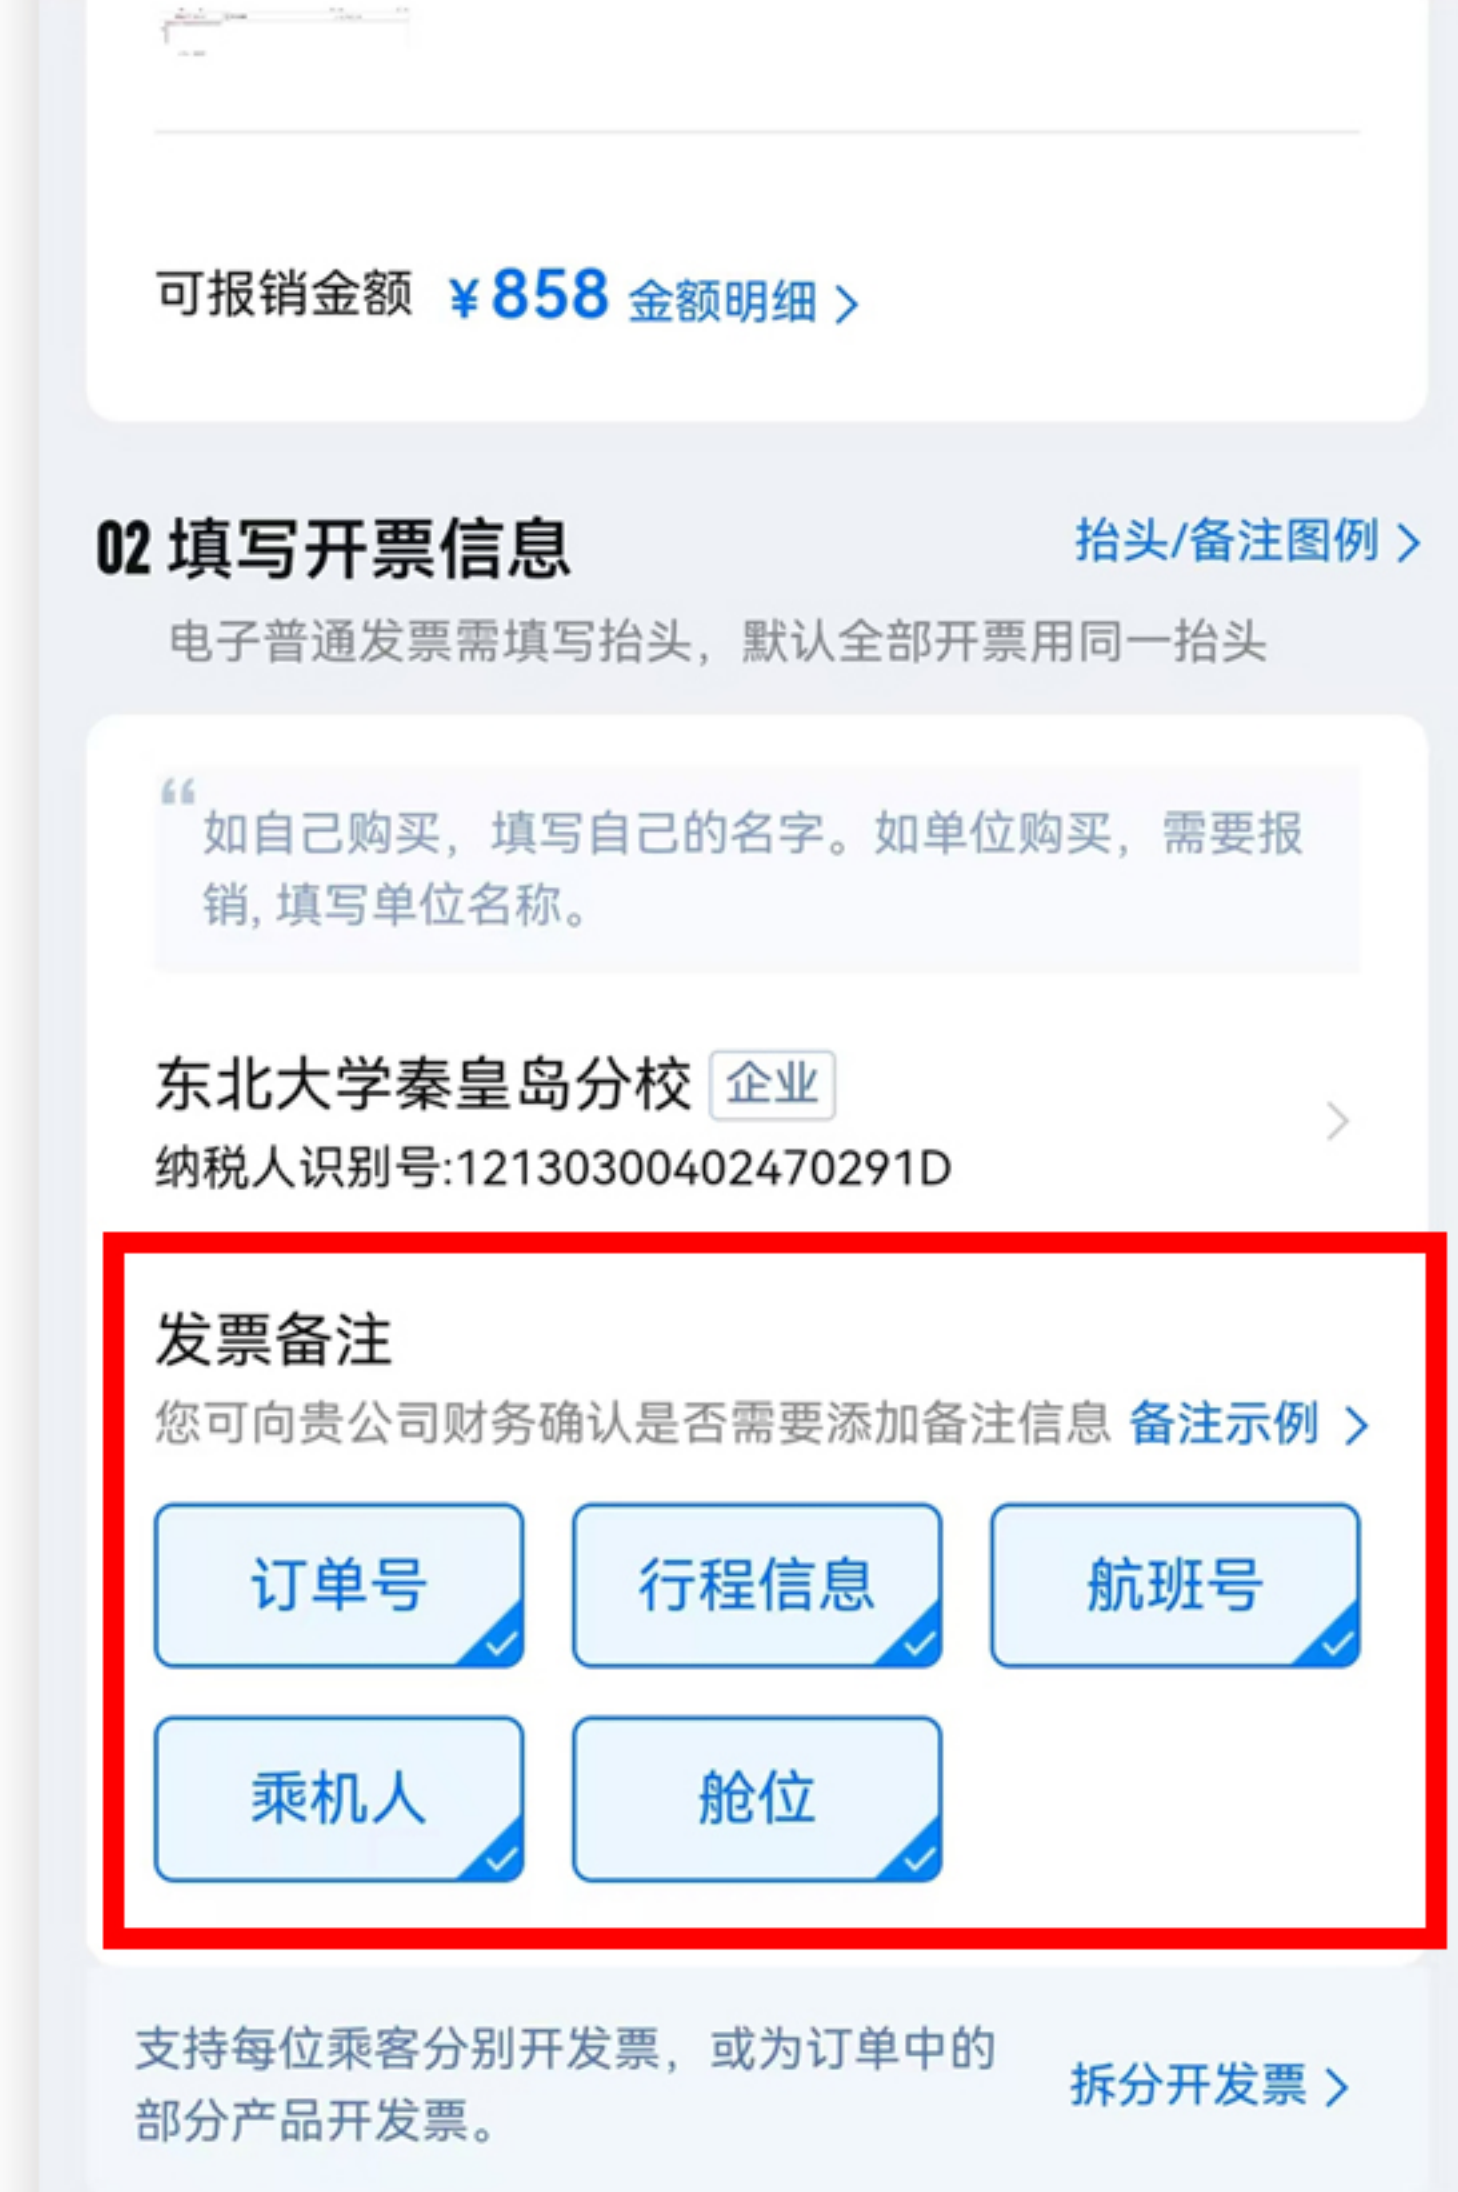 可报销金额 ¥858 金额明细 >
02 填写开票信息 抬头/备注图例 >
电子普通发票需填写抬头，默认全部开票用同一抬头
“如自己购买，填写自己的名字。如单位购买，需要报
销,填写单位名称。
东北大学秦皇岛分校 企业 >
纳税人识别号:12130300402470291D
发票备注
您可向贵公司财务确认是否需要添加备注信息 备注示例 >
订单号 行程信息 航班号
乘机人 舱位
支持每位乘客分别开发票，或为订单中的
部分产品开发票。
拆分开发票 >